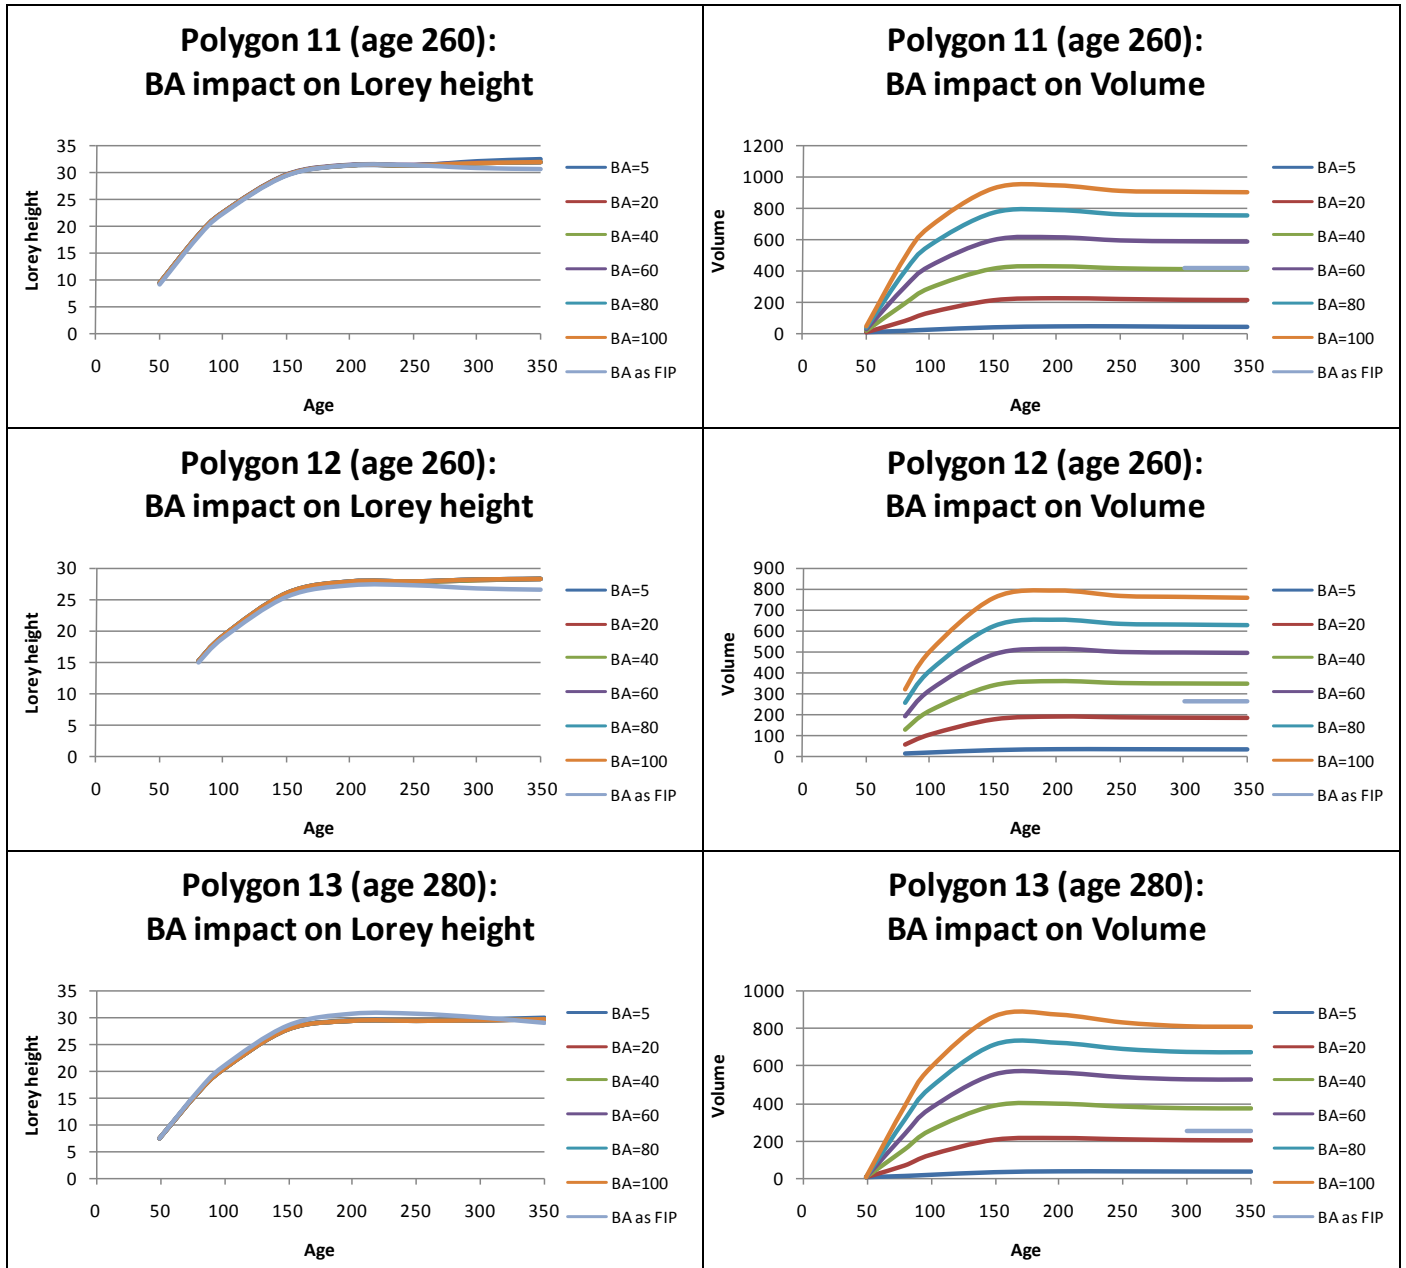 Polygon 11 (age 260):
BA impact on Lorey height
35
30
25
20
15
10
5
0
Lorey height
0 50 100 150 200 250 300 350
Age
BA=5
BA=20
BA=40
BA=60
BA=80
BA=100
BA as FIP
Polygon 11 (age 260):
BA impact on Volume
1200
1000
800
600
400
200
0
Volume
0 50 100 150 200 250 300 350
Age
BA=5
BA=20
BA=40
BA=60
BA=80
BA=100
BA as FIP
Polygon 12 (age 260):
BA impact on Lorey height
30
25
20
15
10
5
0
Lorey height
0 50 100 150 200 250 300 350
Age
BA=5
BA=20
BA=40
BA=60
BA=80
BA=100
BA as FIP
Polygon 12 (age 260):
BA impact on Volume
900
800
700
600
500
400
300
200
100
0
Volume
0 50 100 150 200 250 300 350
Age
BA=5
BA=20
BA=40
BA=60
BA=80
BA=100
BA as FIP
Polygon 13 (age 280):
BA impact on Lorey height
35
30
25
20
15
10
5
0
Lorey height
0 50 100 150 200 250 300 350
Age
BA=5
BA=20
BA=40
BA=60
BA=80
BA=100
BA as FIP
Polygon 13 (age 280):
BA impact on Volume
1000
800
600
400
200
0
Volume
0 50 100 150 200 250 300 350
Age
BA=5
BA=20
BA=40
BA=60
BA=80
BA=100
BA as FIP